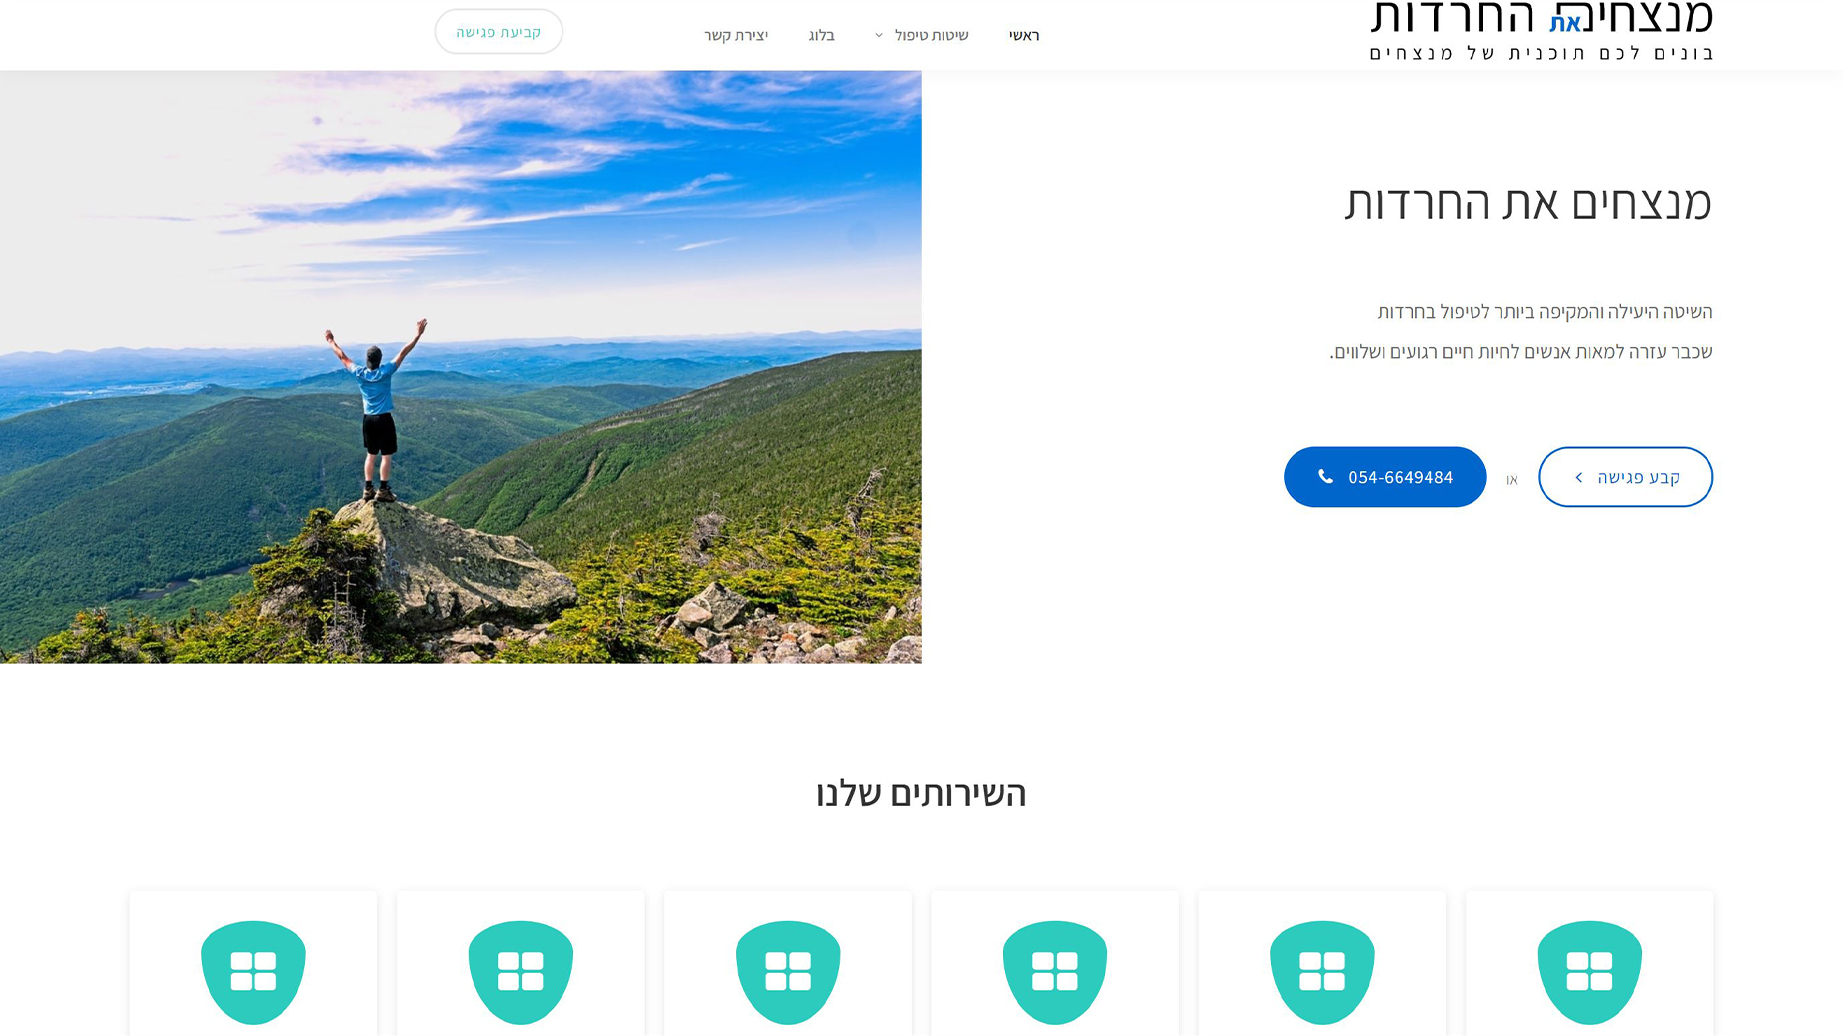 מנצחים את החרדות
בונים לכם תוכנית של מנצחים
ראשי
שיטות טיפול
בלוג
יצירת קשר
קביעת פגישה
מנצחים את החרדות
השיטה היעילה והמקיפה ביותר לטיפול בחרדות
שכבר עזרה למאות אנשים לחיות חיים רגועים ושלווים.
קבע פגישה
או
054-6649484
השירותים שלנו